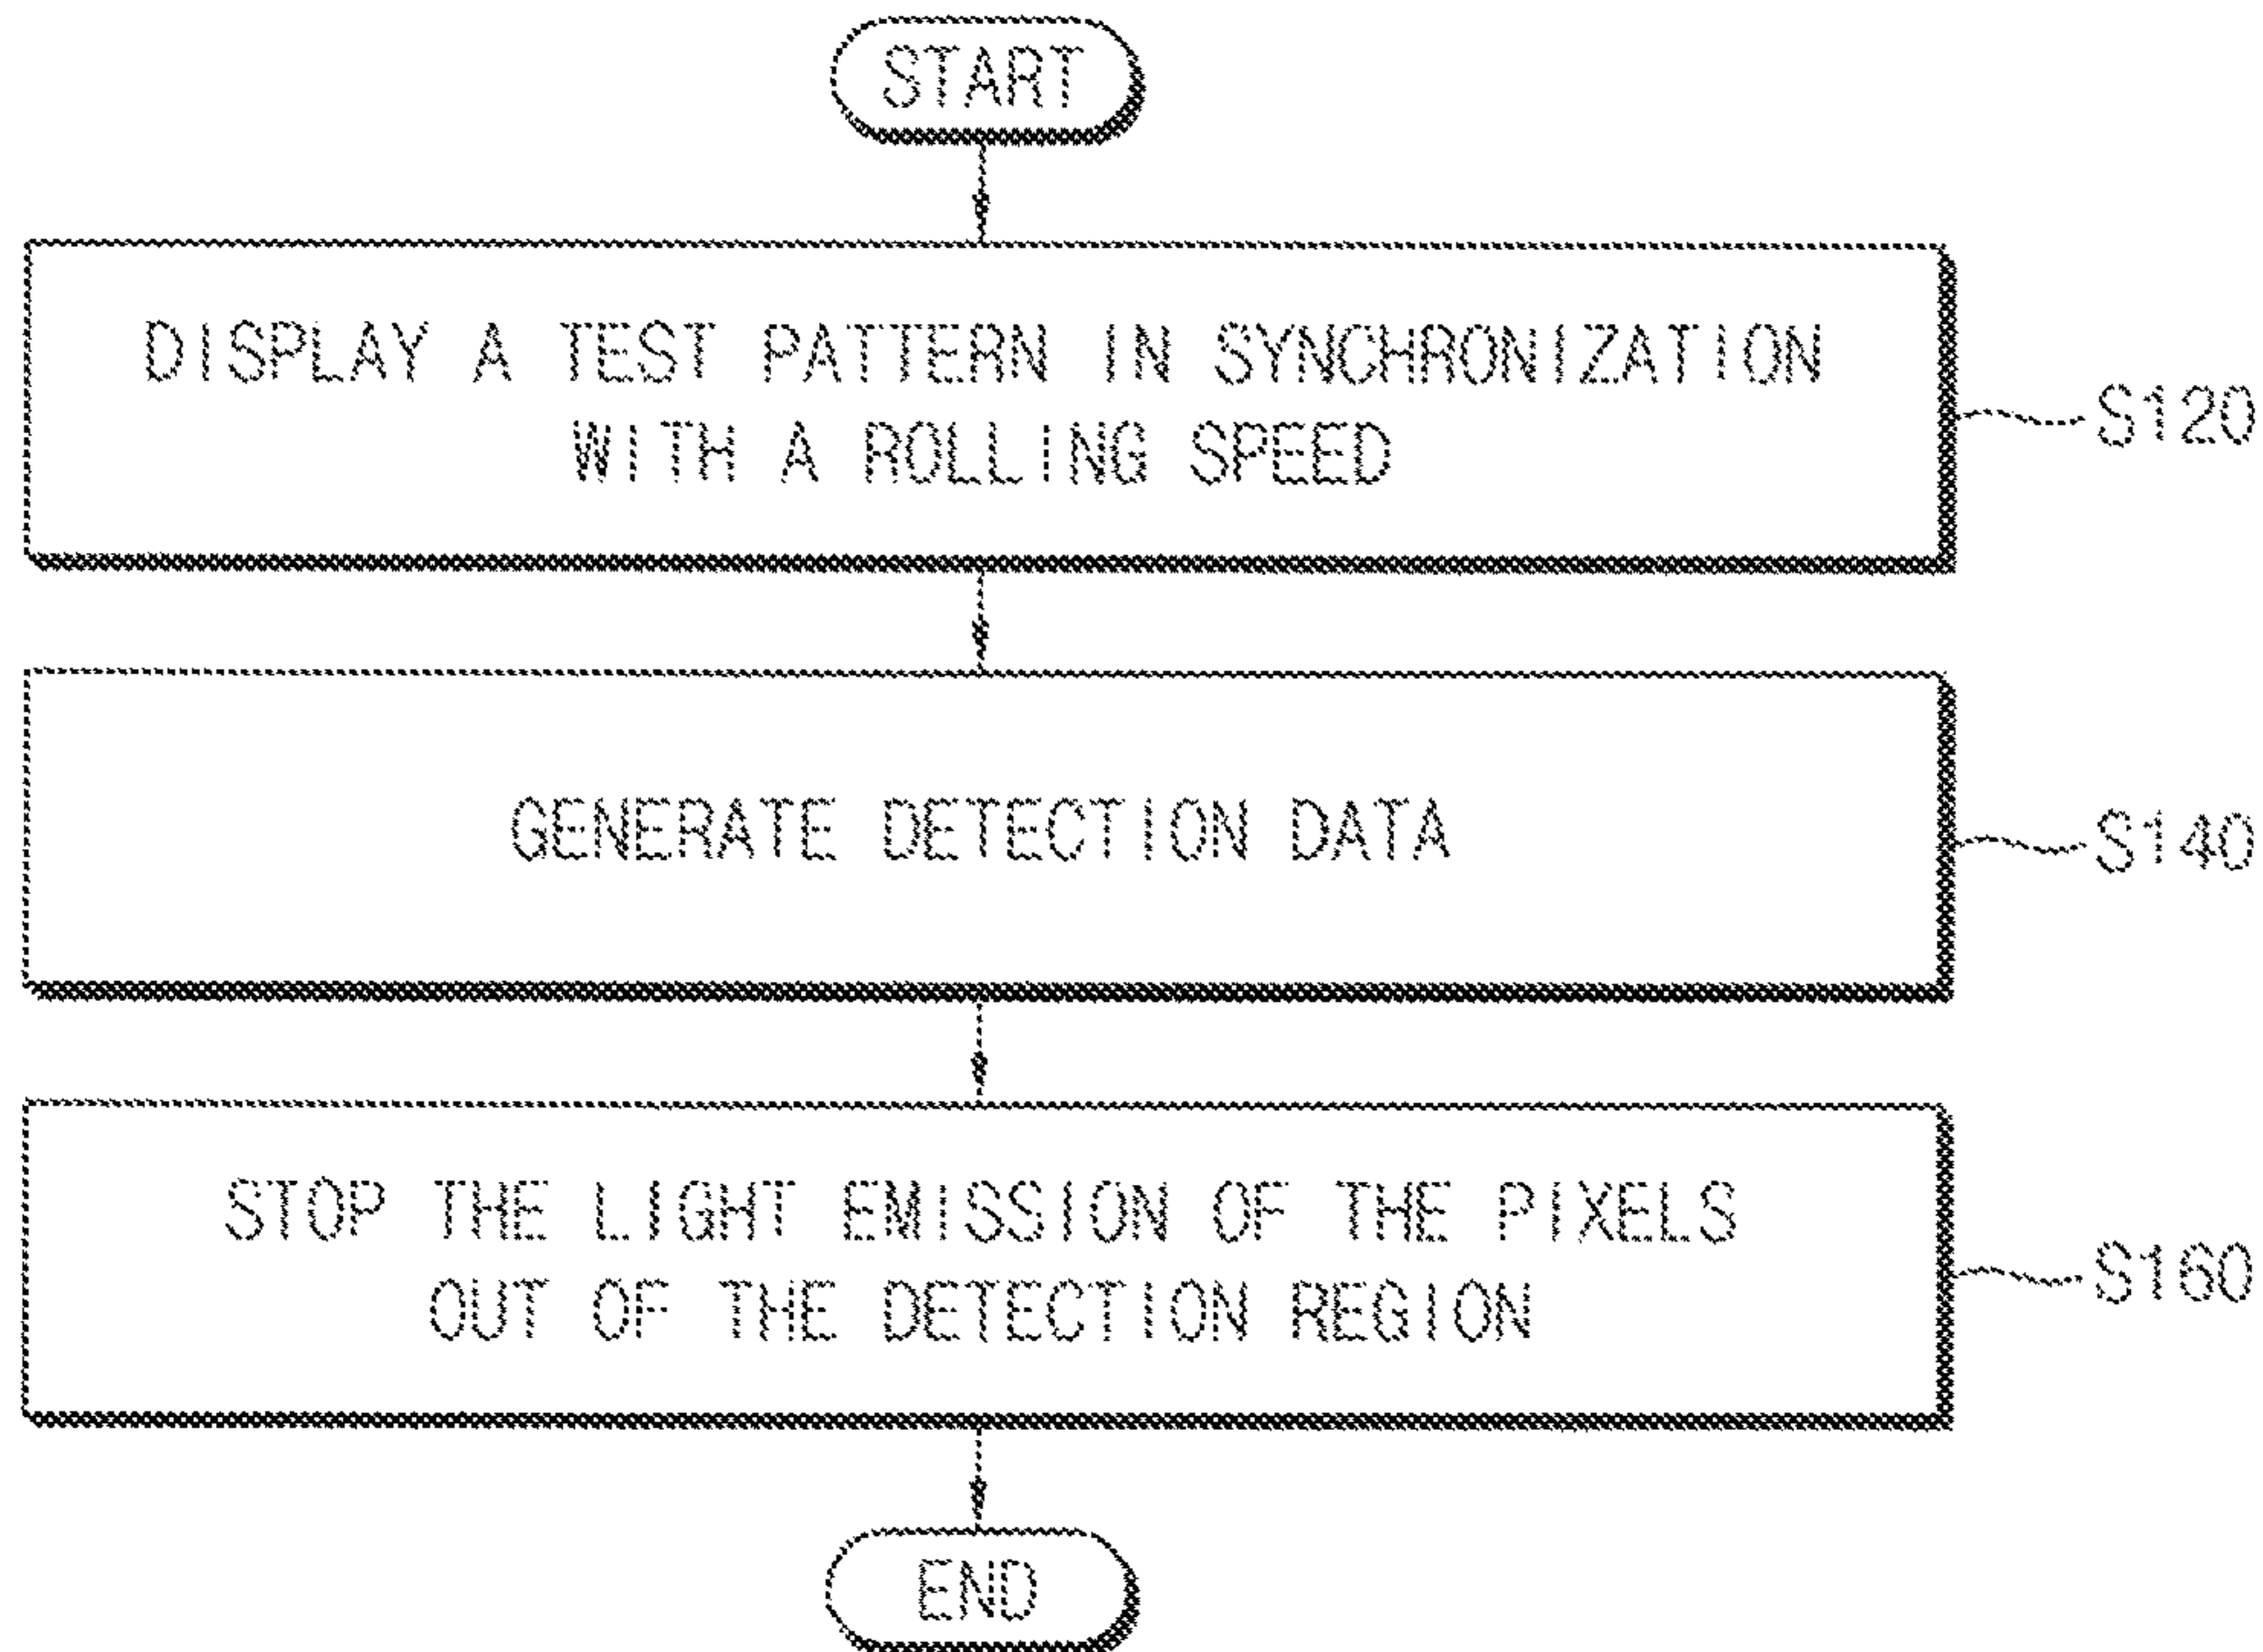 START
DISPLAY A TEST PATTERN IN SYNCHRONIZATION
WITH A ROLLING SPEED
S120
GENERATE DETECTION DATA
S140
STOP THE LIGHT EMISSION OF THE PIXELS
OUT OF THE DETECTION REGION
S160
END